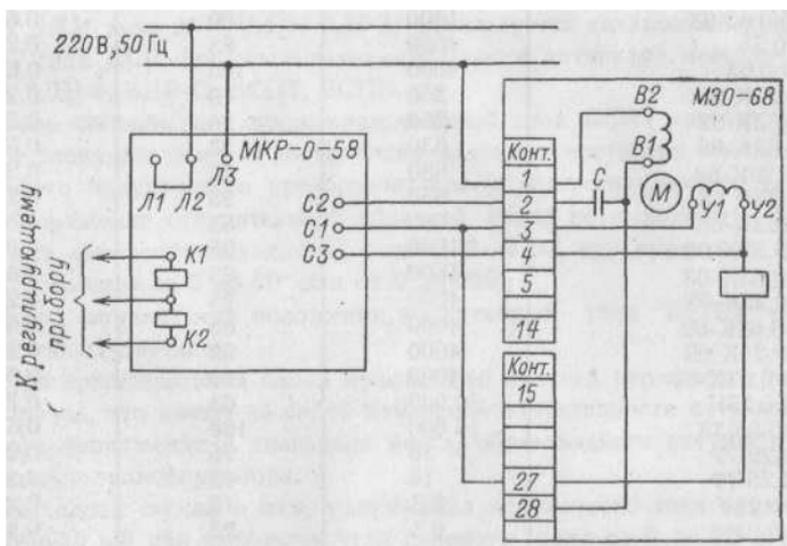 220 В, 50 Гц
МКР-0-58
Л1
Л2
Л3
С2
С1
С3
К1
К2
К регулирующему
прибору
МЭО-68
Конт.
1
2
3
4
5
14
Конт.
15
27
28
В2
В1
С
М
У1
У2